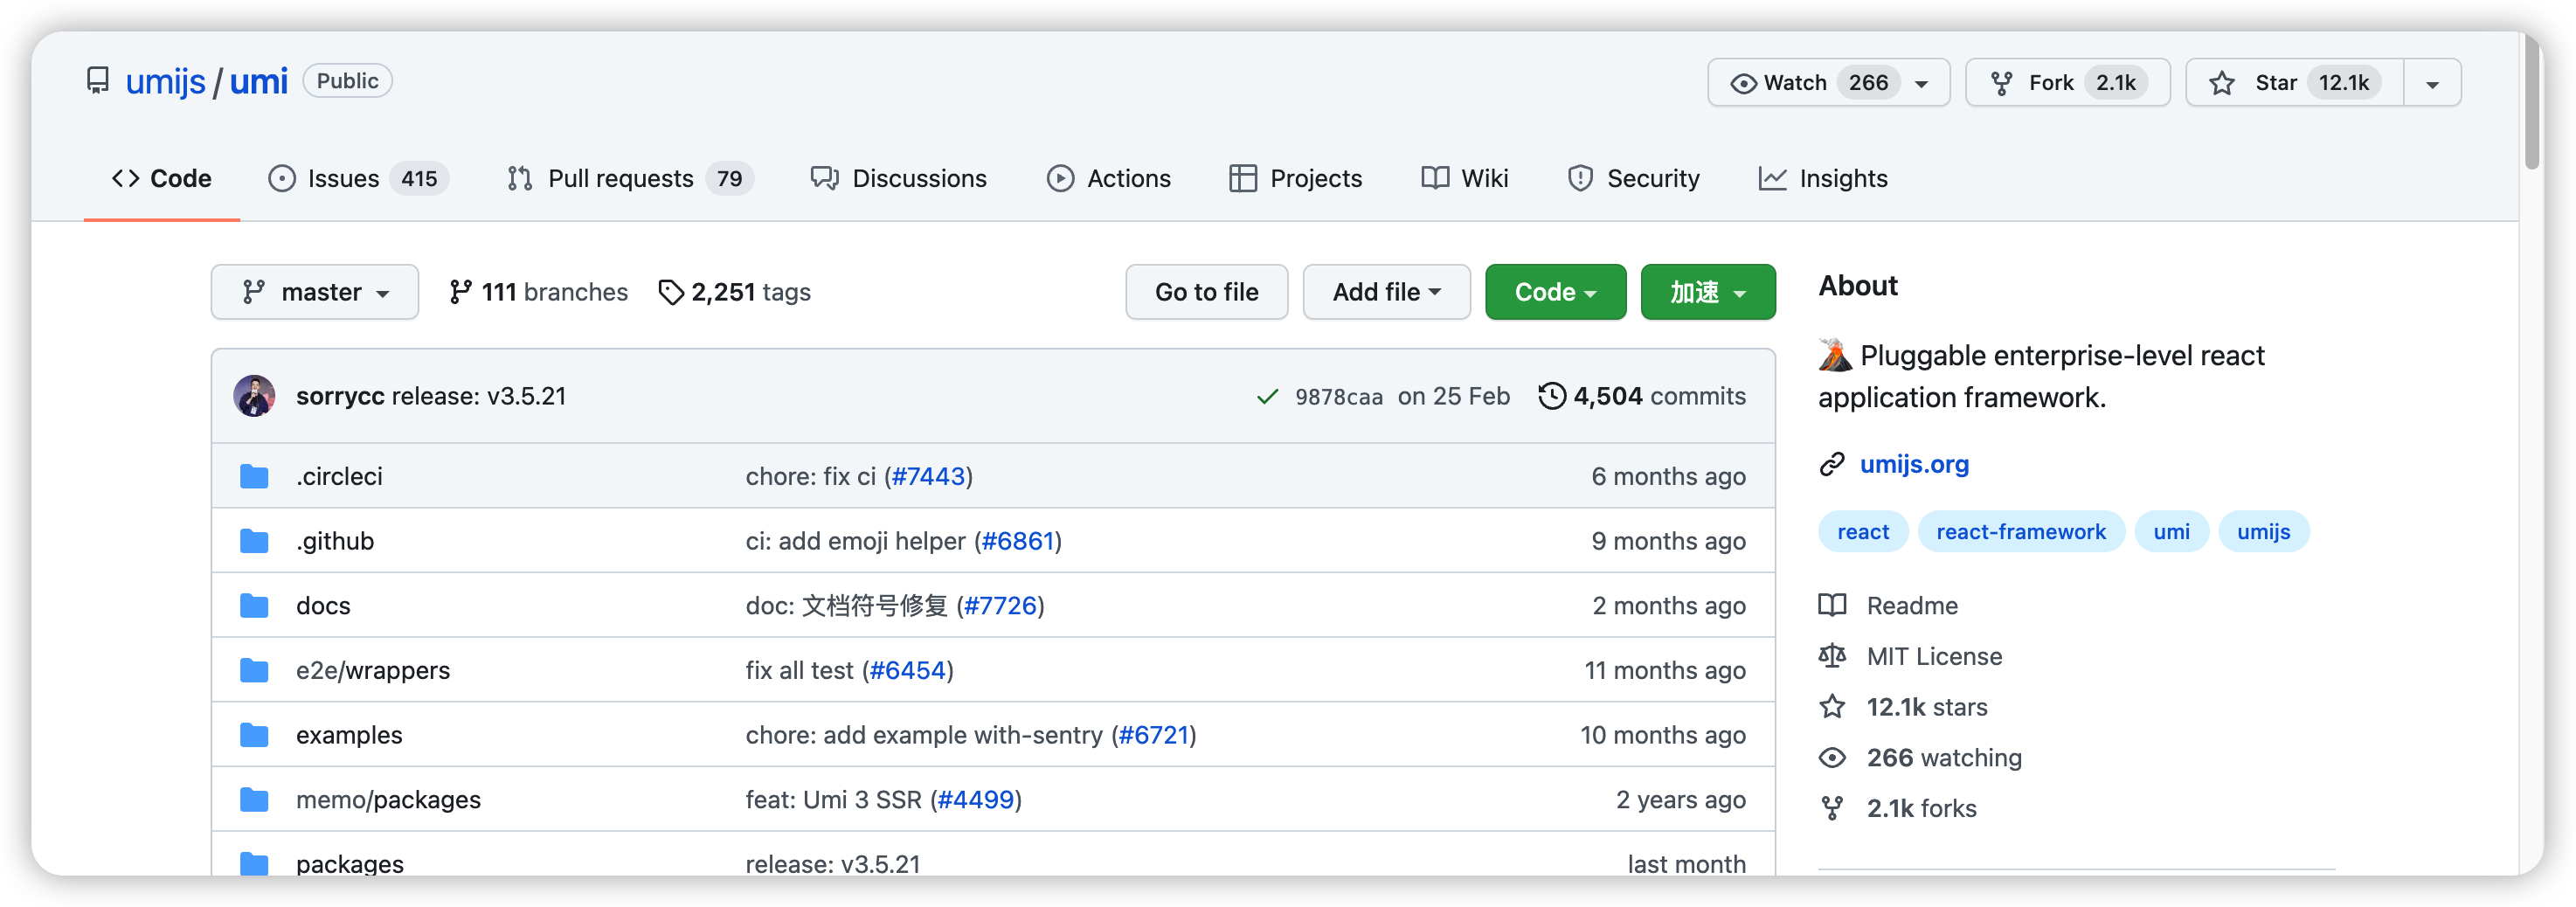 umijs / umi Public
Watch 266 Fork 2.1k Star 12.1k
Code Issues 415 Pull requests 79 Discussions Actions Projects Wiki Security Insights
master 111 branches 2,251 tags Go to file Add file Code 加速
sorrycc release: v3.5.21 9878caa on 25 Feb 4,504 commits
.circleci chore: fix ci (#7443) 6 months ago
.github ci: add emoji helper (#6861) 9 months ago
docs doc: 文档符号修复 (#7726) 2 months ago
e2e/wrappers fix all test (#6454) 11 months ago
examples chore: add example with-sentry (#6721) 10 months ago
memo/packages feat: Umi 3 SSR (#4499) 2 years ago
packages release: v3.5.21 last month
About
🌋 Pluggable enterprise-level react
application framework.
umijs.org
react react-framework umi umijs
Readme
MIT License
12.1k stars
266 watching
2.1k forks